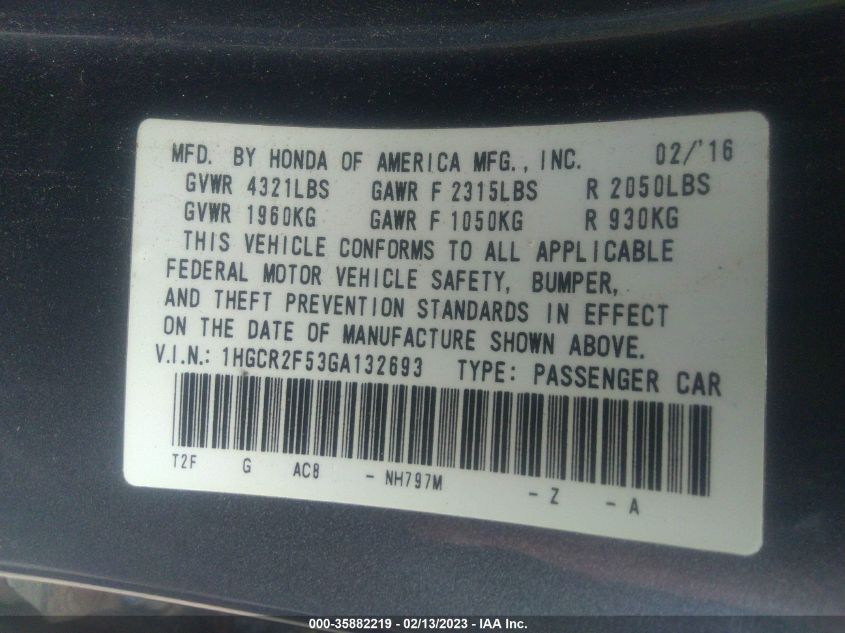 MFD. BY HONDA OF AMERICA MFG., INC. 02/'16
GVWR 4321LBS GAWR F 2315LBS R 2050LBS
GVWR 1960KG GAWR F 1050KG R 930KG
THIS VEHICLE CONFORMS TO ALL APPLICABLE
FEDERAL MOTOR VEHICLE SAFETY, BUMPER,
AND THEFT PREVENTION STANDARDS IN EFFECT
ON THE DATE OF MANUFACTURE SHOWN ABOVE.
V.I.N.: 1HGCR2F53GA132693 TYPE: PASSENGER CAR
T2F G AC8 - NH797M - Z - A
000-35882219 - 02/13/2023 - IAA Inc.